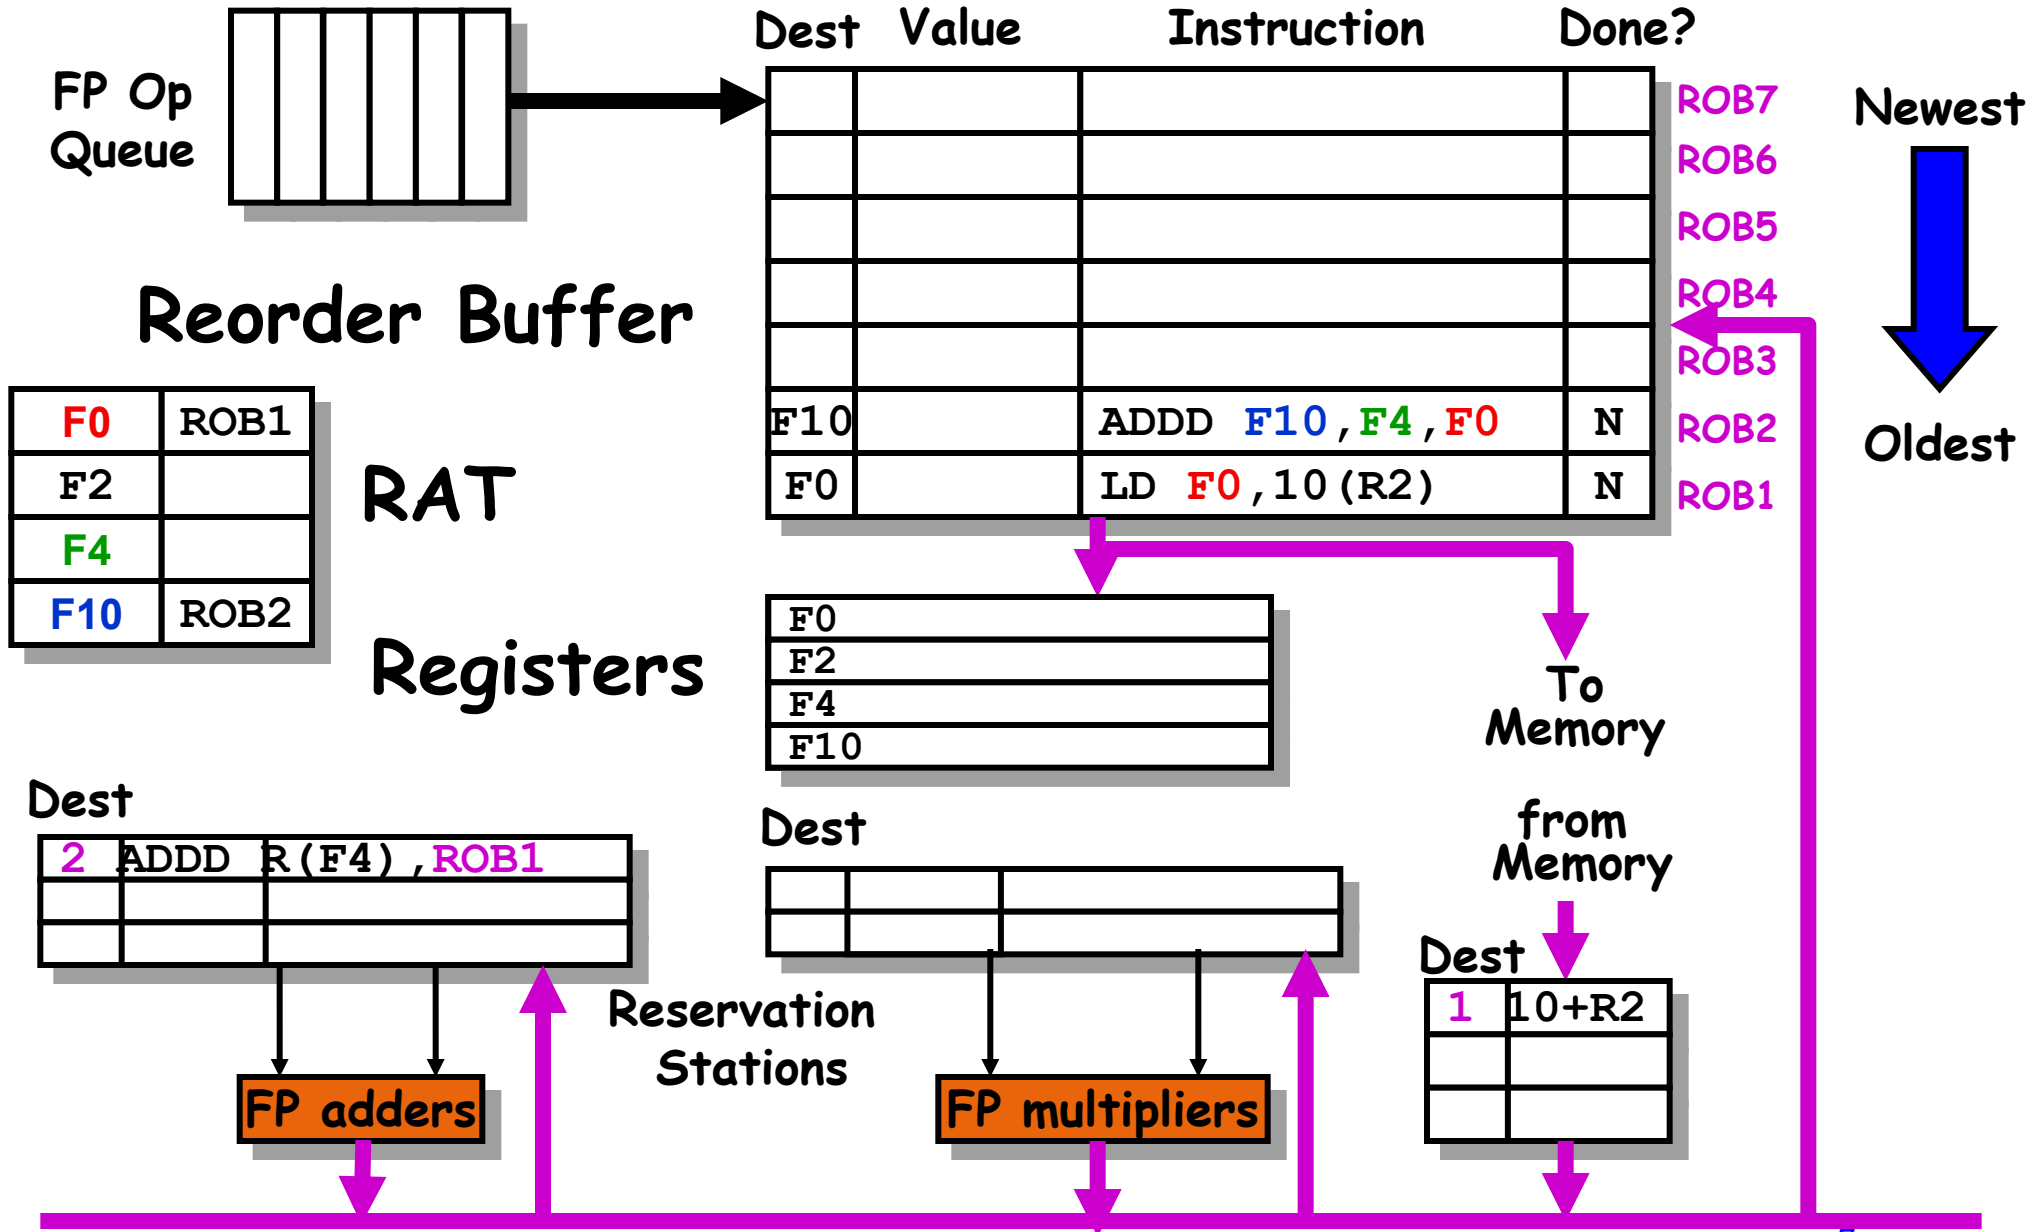 Dest Value Instruction Done?
FP Op
Queue
ROB7
Newest
ROB6
ROB5
ROB4
Reorder Buffer
ROB3
F10 ADDD F10,F4,F0 N ROB2
Oldest
F0 LD F0,10(R2) N ROB1
F0 ROB1
F2
F4
F10 ROB2
RAT
Registers
F0
F2
F4
F10
To
Memory
from
Memory
Dest
2 ADDD R(F4),ROB1
Dest
Dest
1 10+R2
Reservation
Stations
FP adders
FP multipliers